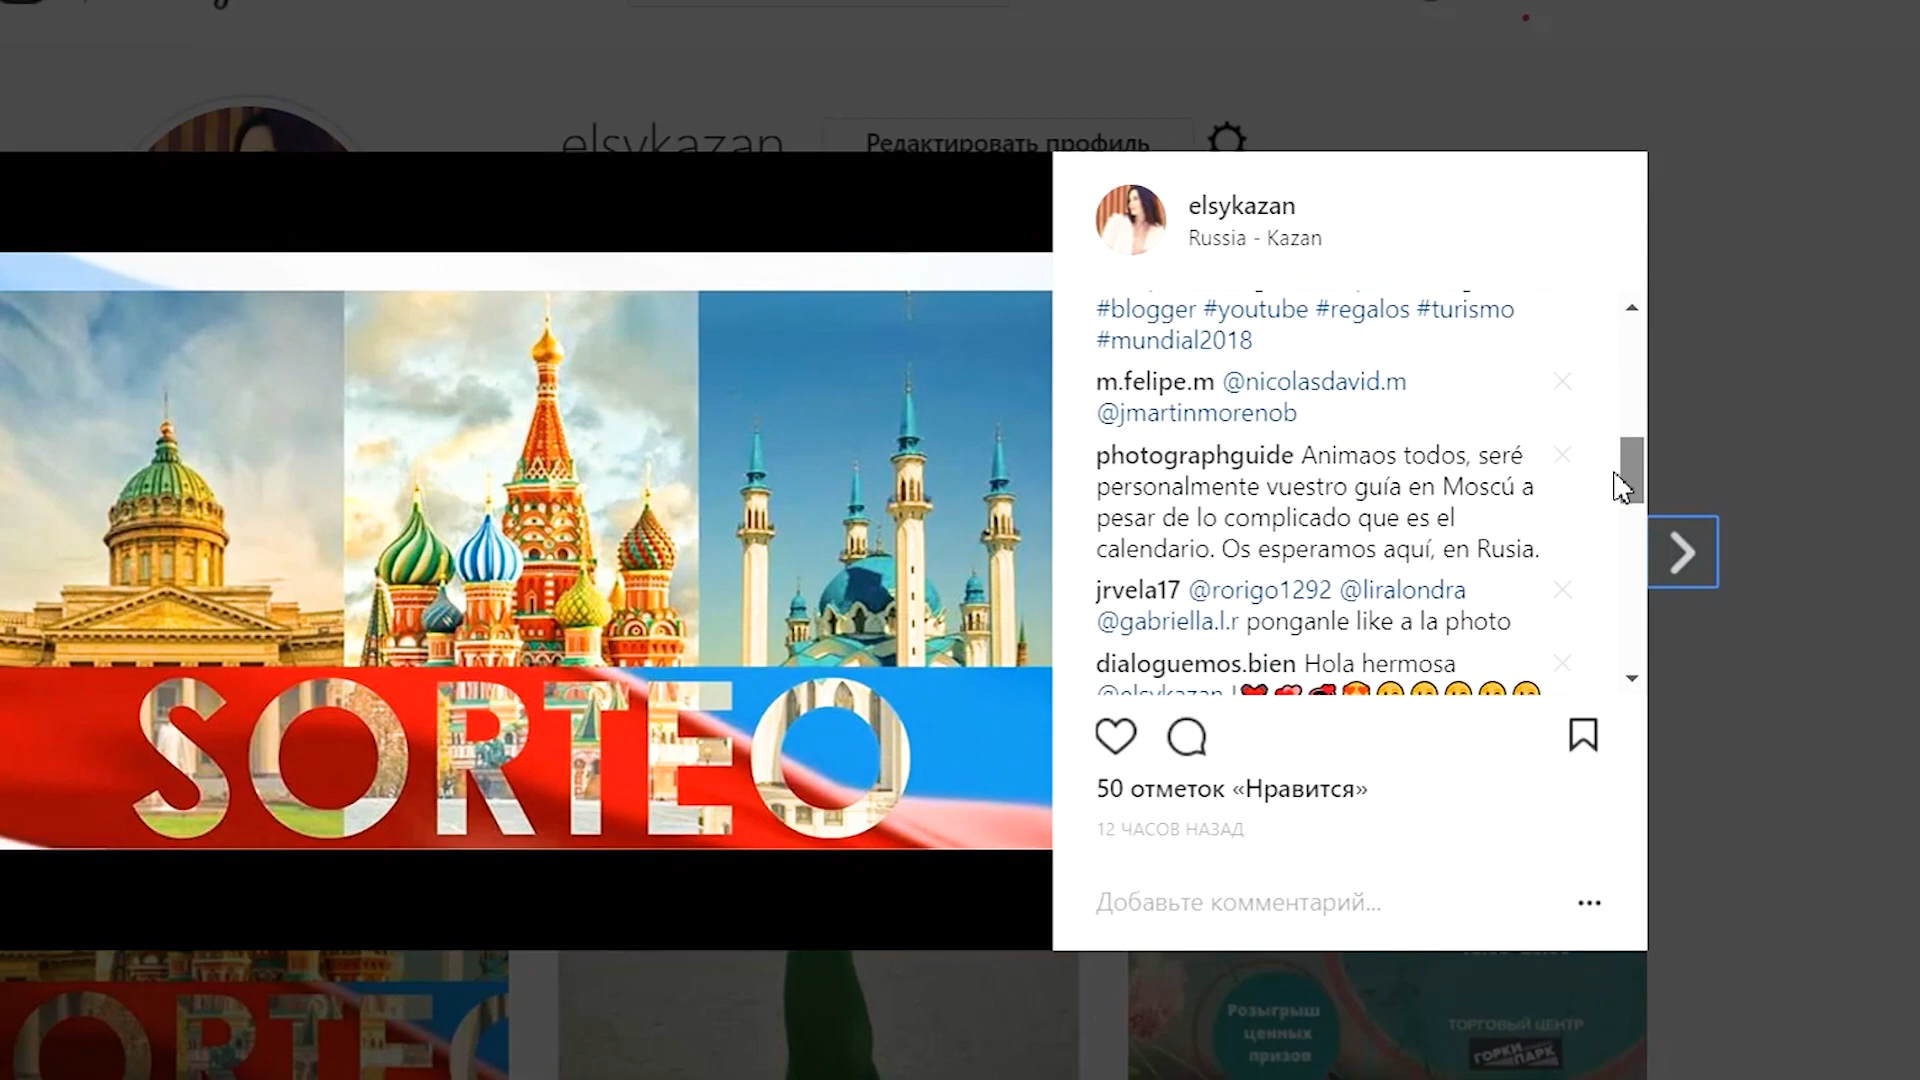 elsykazan
Редактировать профиль
elsykazan
Russia - Kazan
#blogger #youtube #regalos #turismo
#mundial2018
m.felipe.m @nicolasdavid.m
@jmartinmorenob
photographguide Animaos todos, seré
personalmente vuestro guía en Moscú a
pesar de lo complicado que es el
calendario. Os esperamos aquí, en Rusia.
jrvela17 @rorigo1292 @liralondra
@gabriella.l.r ponganle like a la photo
dialoguemos.bien Hola hermosa
@elsykazan
SORTEO
50 отметок «Нравится»
12 ЧАСОВ НАЗАД
Добавьте комментарий...
ORTEO
Розыгрыш
ценных
призов
ТОРГОВЫЙ ЦЕНТР
ГОРКИ
ПАРК